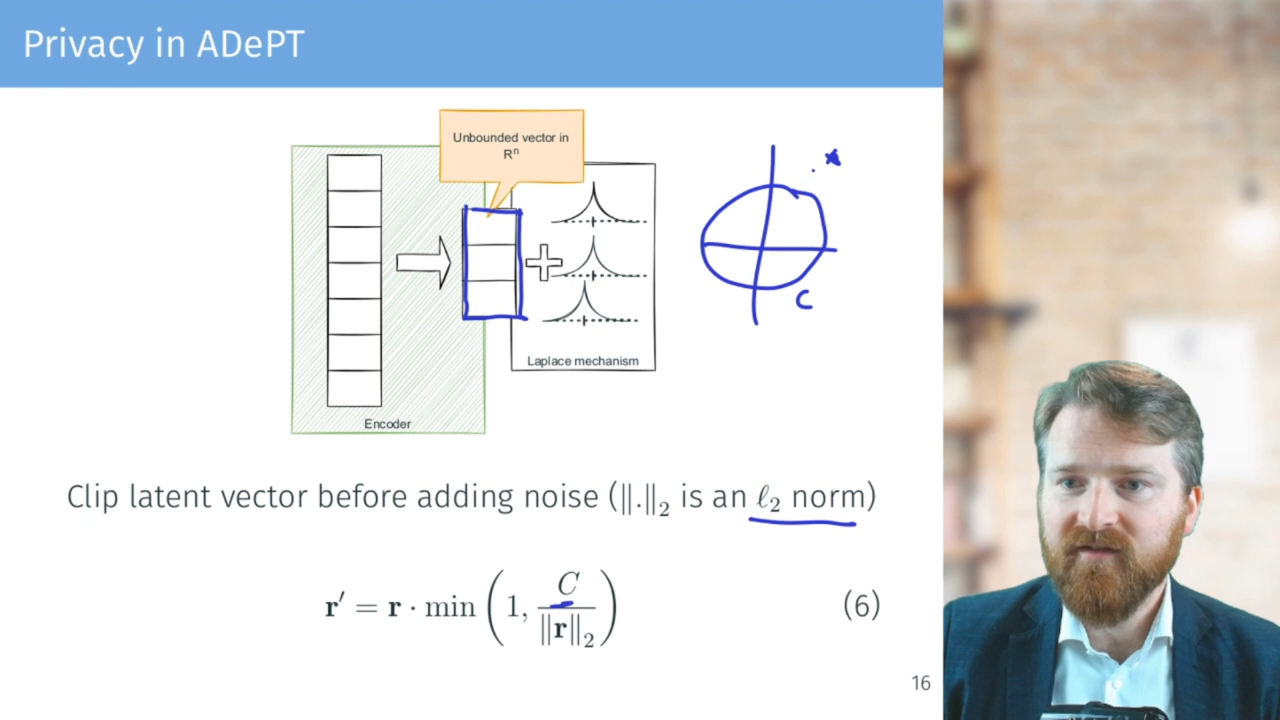 Privacy in ADePT
Unbounded vector in
Rⁿ
Laplace mechanism
Encoder
C
Clip latent vector before adding noise (‖.‖₂ is an ℓ₂ norm)
r′ = r · min (1, C / ‖r‖₂) (6)
16